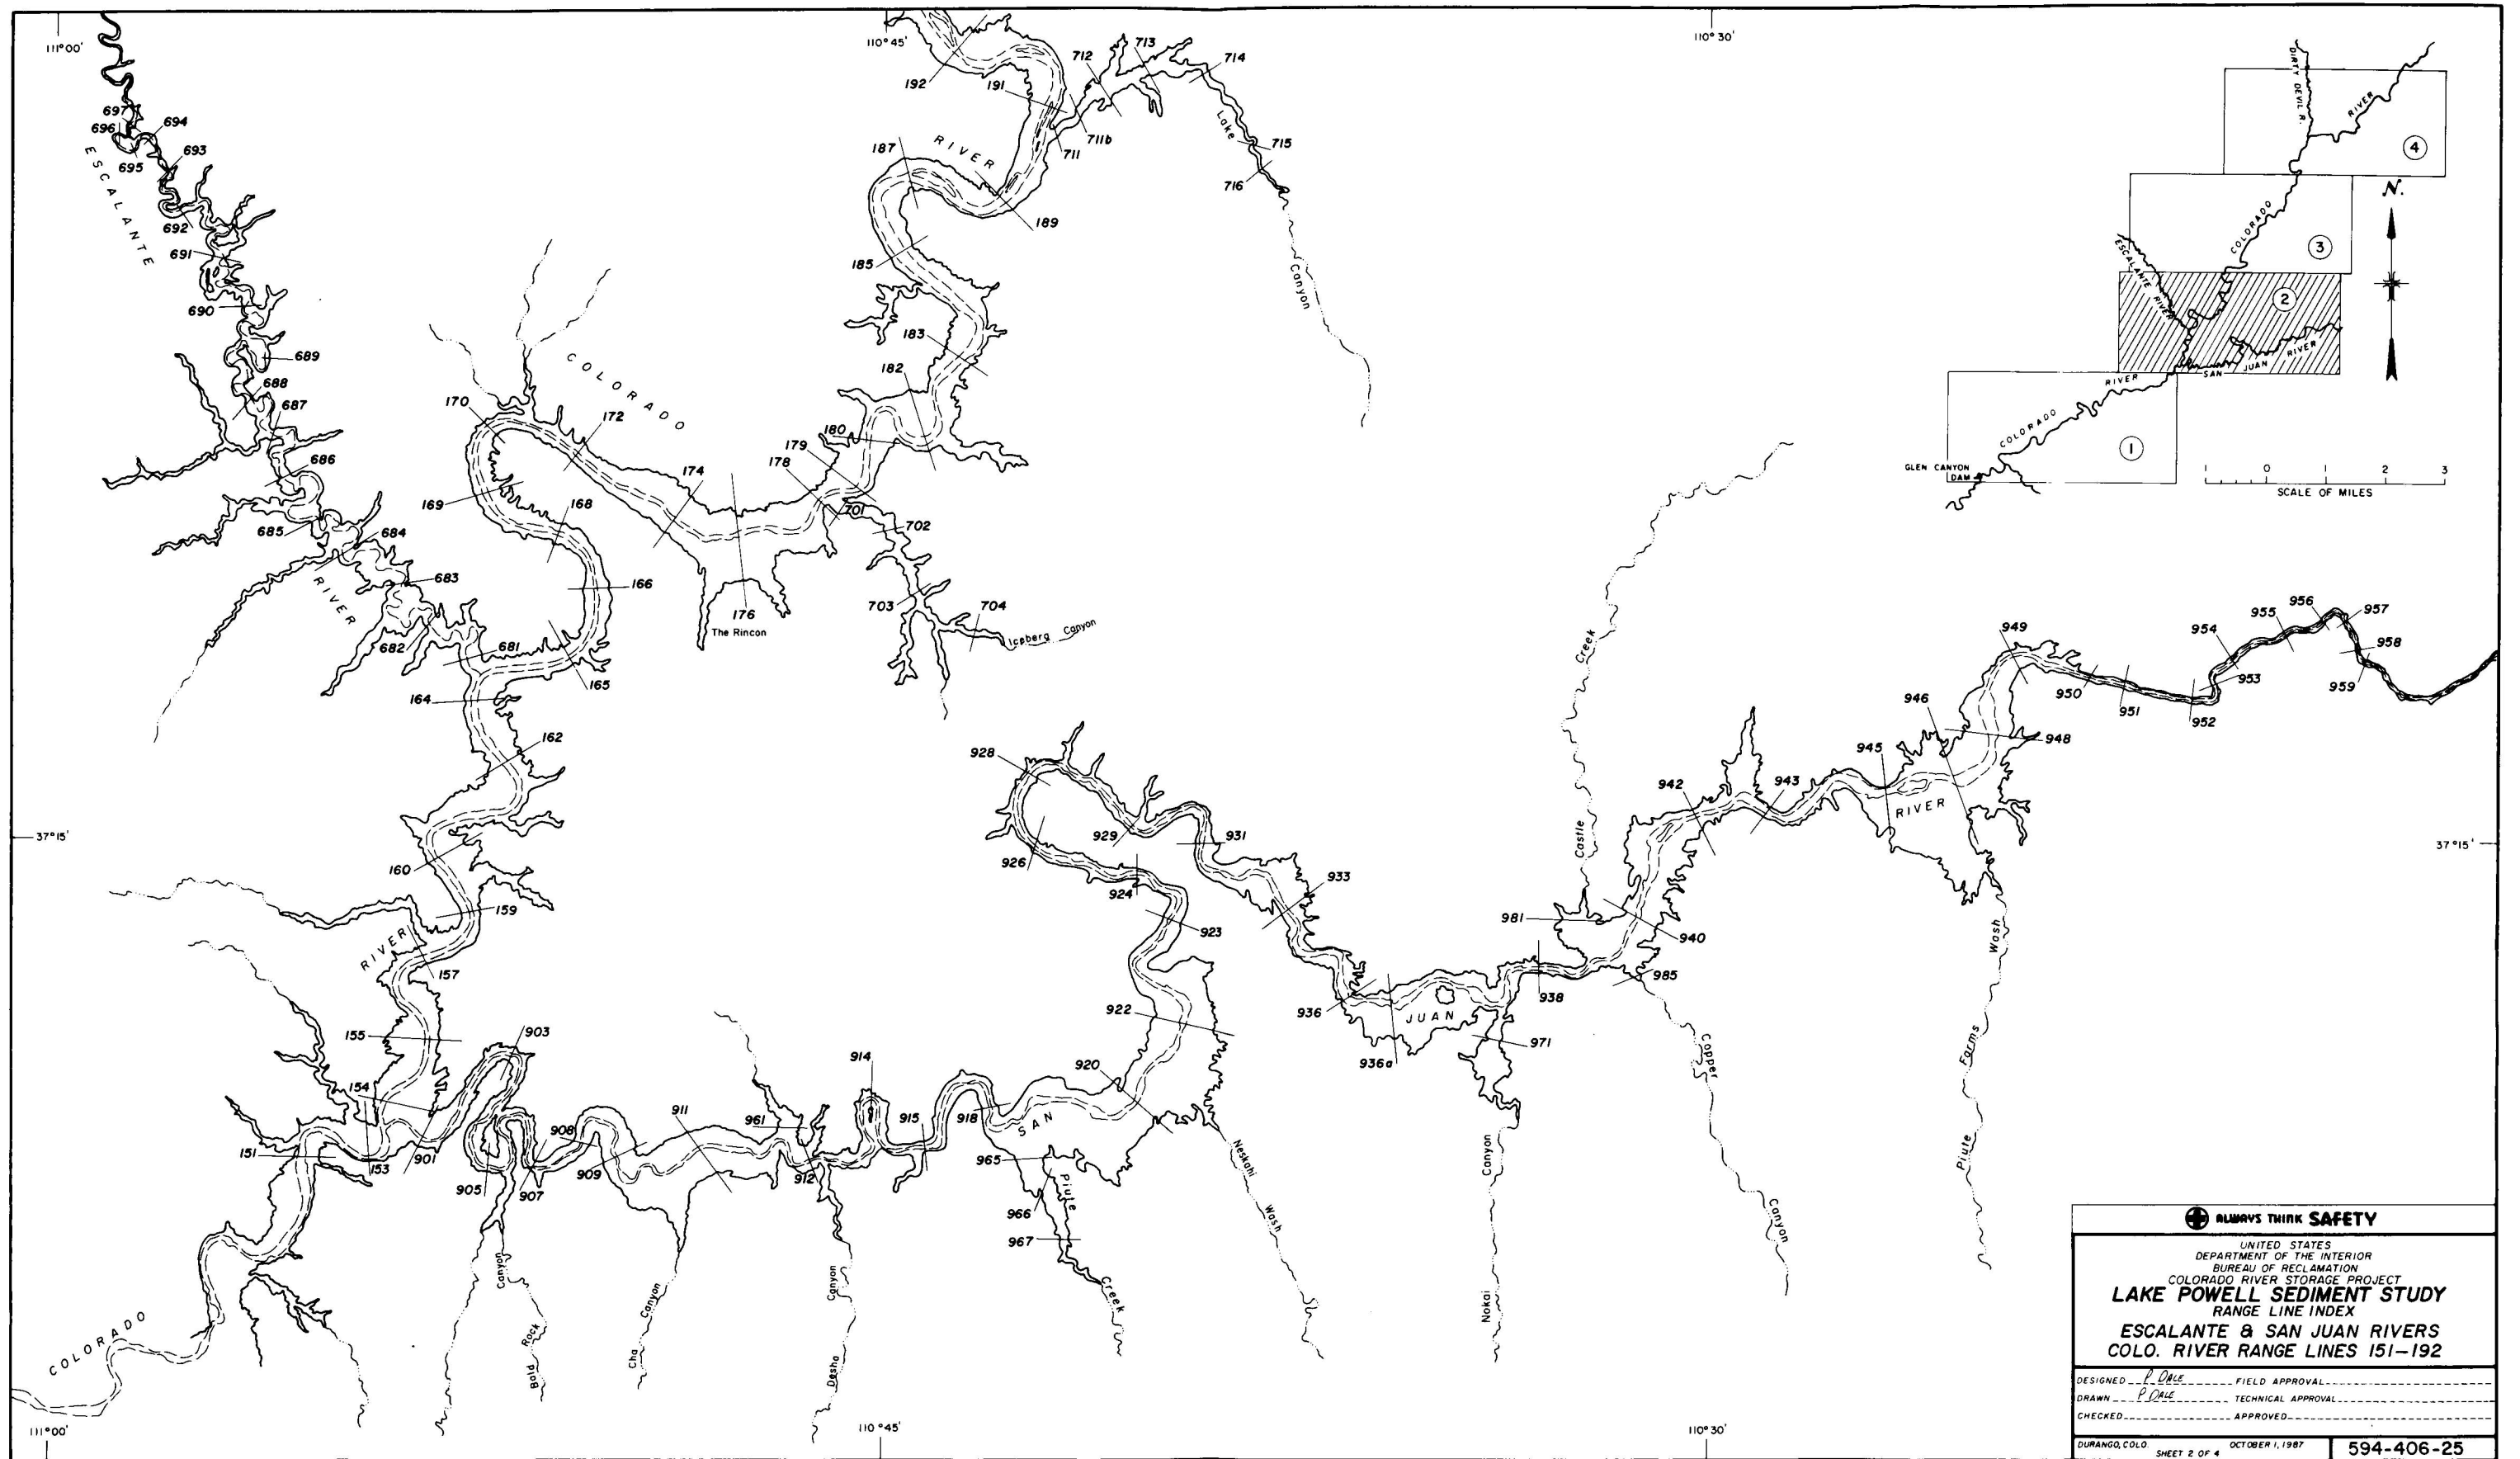 111°00'
110°45'
110°30'
697
696
694
695
693
692
691
690
689
688
687
686
685
684
683
682
681
ESCALANTE
RIVER
192
191
187
RIVER
189
185
183
182
180
179
178
712
713
714
711b
711
715
716
Lake
Canyon
COLORADO
170
172
174
169
168
166
176
The Rincon
165
164
162
160
159
RIVER
157
155
154
153
151
COLORADO
701
702
703
704
Iceberg Canyon
37°15'
37°15'
DIRTY DEVIL R.
RIVER
4
N.
COLORADO
3
ESCALANTE RIVER
2
SAN JUAN RIVER
COLORADO RIVER
1
GLEN CANYON
DAM
1 0 1 2 3
SCALE OF MILES
901
903
905
907
908
909
911
961
912
914
915
918
SAN
920
922
923
924
926
928
929
931
933
936
936a
JUAN
938
971
981
940
985
942
943
945
RIVER
946
948
949
950
951
952
953
954
955
956
957
958
959
965
966
967
Piute
Creek
Neskahi
Wash
Castle
Creek
Copper
Canyon
Nokai
Canyon
Piute
Farms
Wash
Canyon
Bald Rock
Cha
Canyon
Desha
Canyon
111°00'
110°45'
110°30'
ALWAYS THINK SAFETY
UNITED STATES
DEPARTMENT OF THE INTERIOR
BUREAU OF RECLAMATION
COLORADO RIVER STORAGE PROJECT
LAKE POWELL SEDIMENT STUDY
RANGE LINE INDEX
ESCALANTE & SAN JUAN RIVERS
COLO. RIVER RANGE LINES 151-192
DESIGNED P. DALE FIELD APPROVAL
DRAWN P. DALE TECHNICAL APPROVAL
CHECKED APPROVED
DURANGO, COLO. SHEET 2 OF 4 OCTOBER 1, 1987 594-406-25